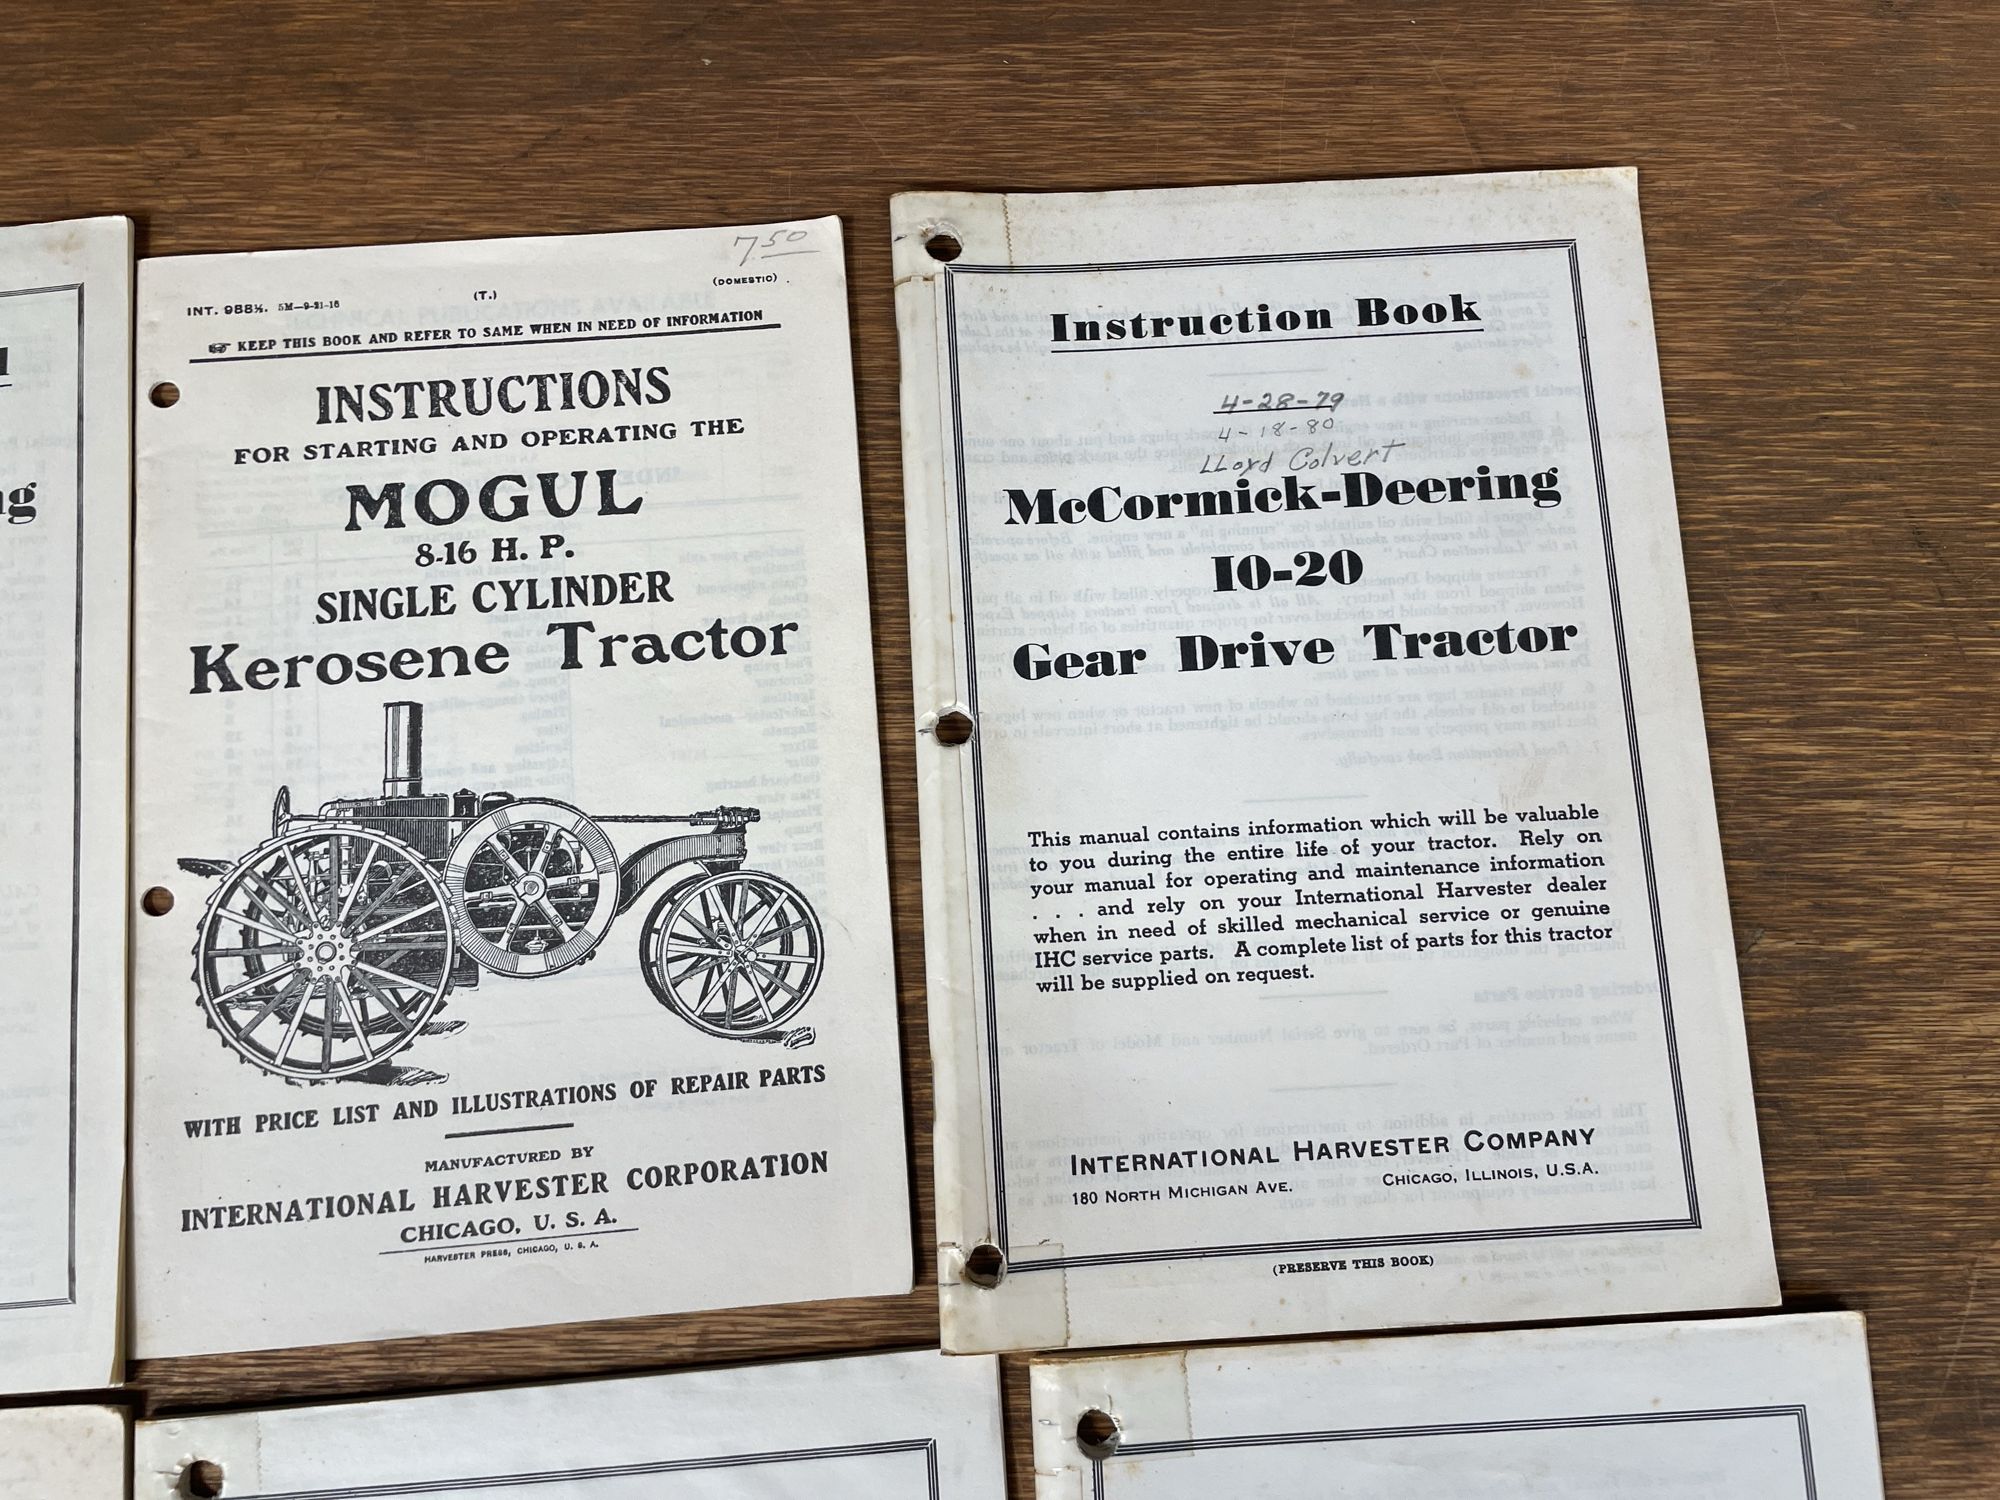 7 50
(DOMESTIC)
INT. 988½. 5M—9-21-16
(T.)
☞ KEEP THIS BOOK AND REFER TO SAME WHEN IN NEED OF INFORMATION
INSTRUCTIONS
FOR STARTING AND OPERATING THE
MOGUL
8-16 H. P.
SINGLE CYLINDER
Kerosene Tractor
WITH PRICE LIST AND ILLUSTRATIONS OF REPAIR PARTS
MANUFACTURED BY
INTERNATIONAL HARVESTER CORPORATION
CHICAGO, U. S. A.
HARVESTER PRESS, CHICAGO, U. S. A.
Instruction Book
4-28-79
4-18-80
LLoyd Colvert
McCormick-Deering
10-20
Gear Drive Tractor
This manual contains information which will be valuable
to you during the entire life of your tractor. Rely on
your manual for operating and maintenance information
. . . and rely on your International Harvester dealer
when in need of skilled mechanical service or genuine
IHC service parts. A complete list of parts for this tractor
will be supplied on request.
INTERNATIONAL HARVESTER COMPANY
180 NORTH MICHIGAN AVE. CHICAGO, ILLINOIS, U.S.A.
(PRESERVE THIS BOOK)